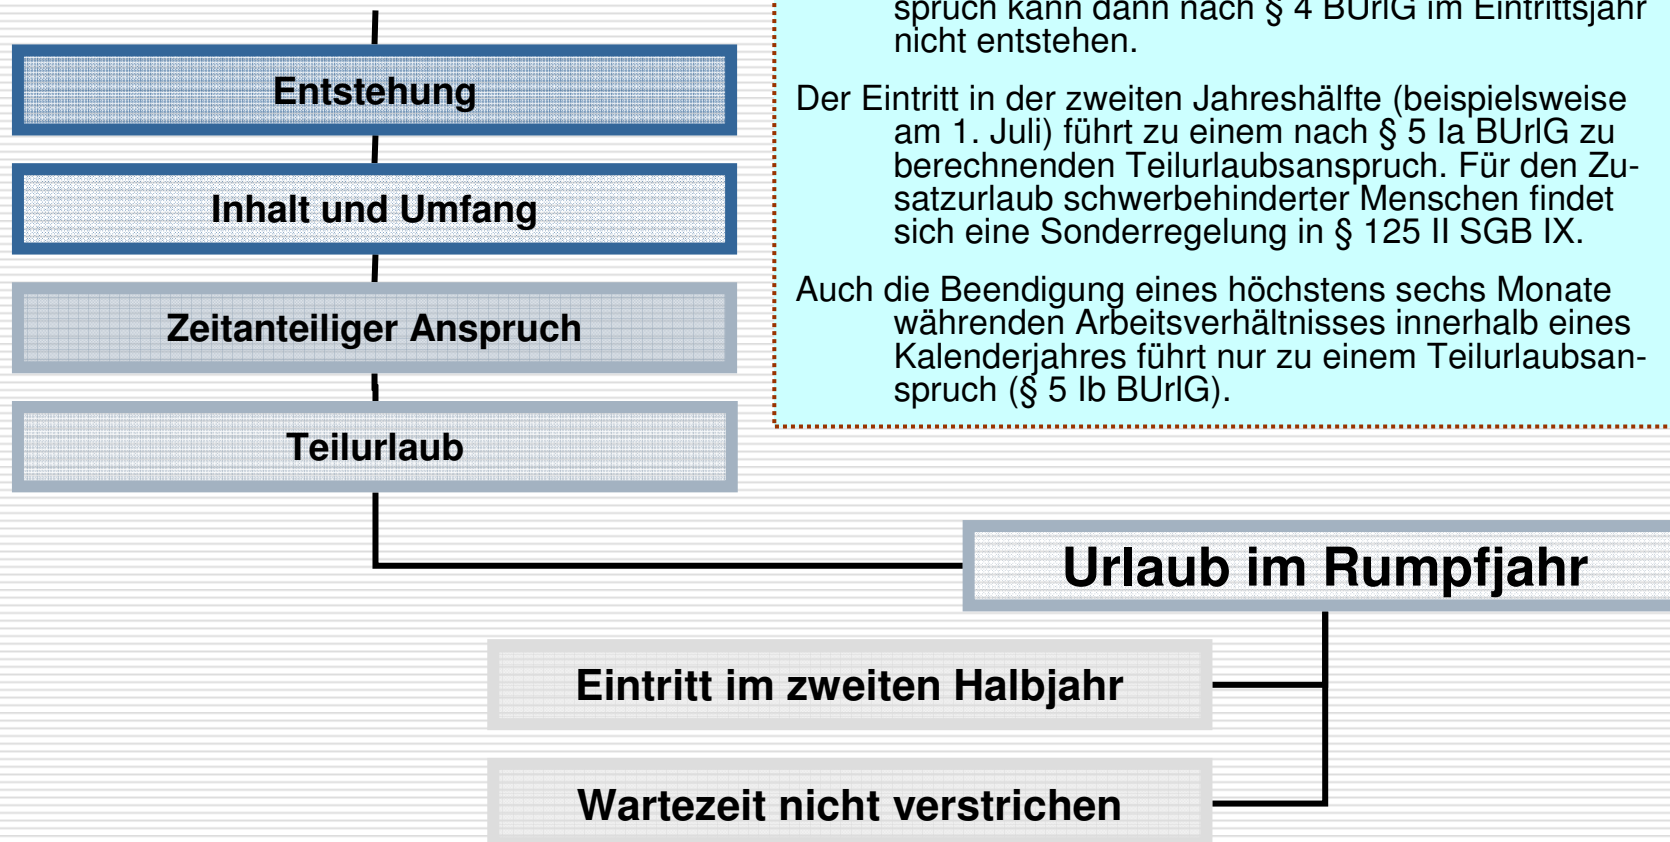 spruch kann dann nach § 4 BUrlG im Eintrittsjahr
nicht entstehen.
Der Eintritt in der zweiten Jahreshälfte (beispielsweise
am 1. Juli) führt zu einem nach § 5 Ia BUrlG zu
berechnenden Teilurlaubsanspruch. Für den Zu-
satzurlaub schwerbehinderter Menschen findet
sich eine Sonderregelung in § 125 II SGB IX.
Auch die Beendigung eines höchstens sechs Monate
währenden Arbeitsverhältnisses innerhalb eines
Kalenderjahres führt nur zu einem Teilurlaubsan-
spruch (§ 5 Ib BUrlG).
Entstehung
Inhalt und Umfang
Zeitanteiliger Anspruch
Teilurlaub
Urlaub im Rumpfjahr
Eintritt im zweiten Halbjahr
Wartezeit nicht verstrichen